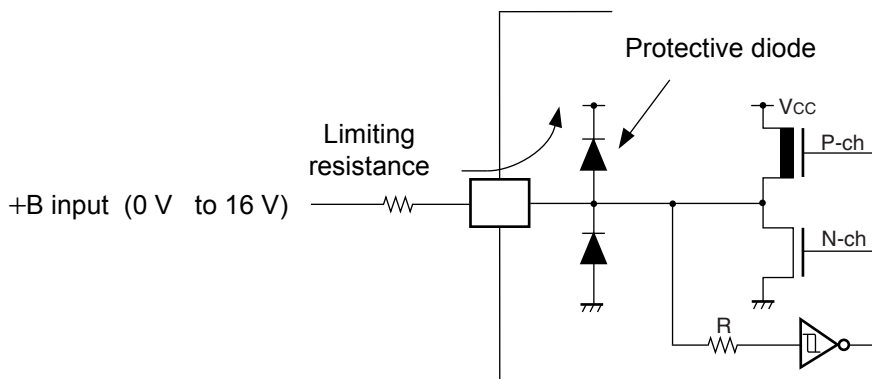 Protective diode
Limiting
resistance
VCC
P-ch
+B input (0 V to 16 V)
N-ch
R